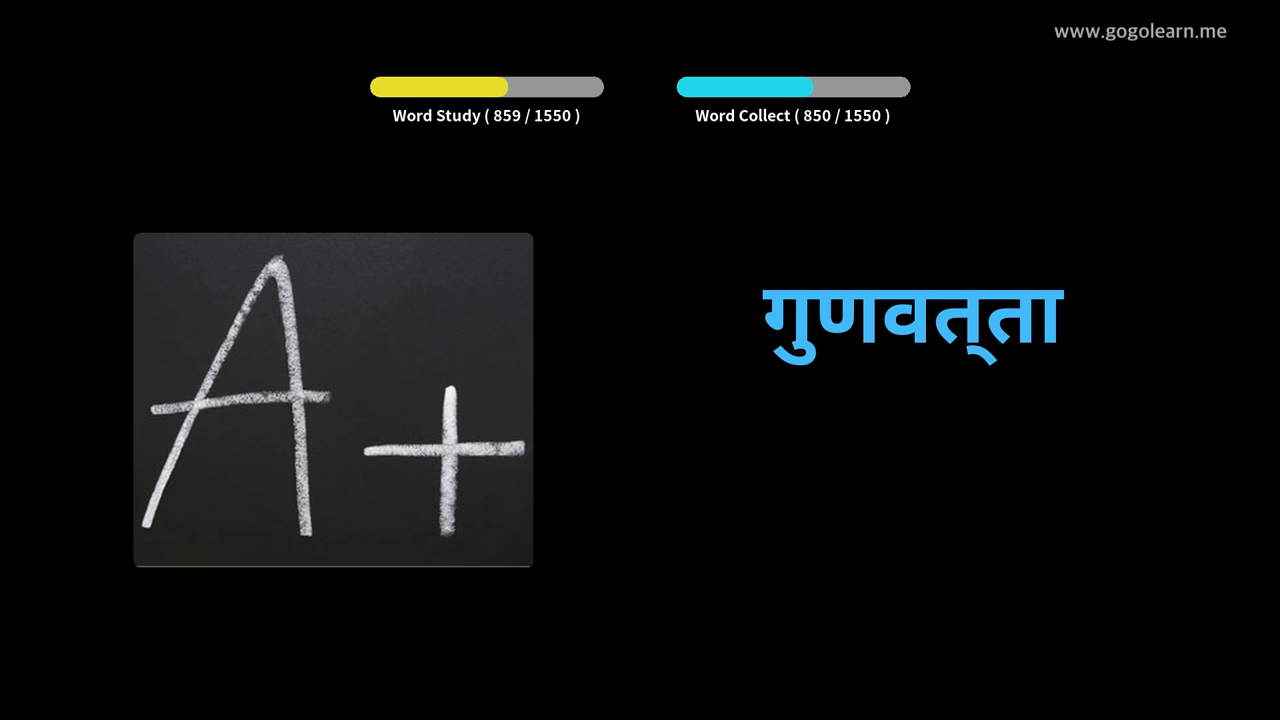 www.gogolearn.me
Word Study ( 859 / 1550 )
Word Collect ( 850 / 1550 )
A+
गुणवत्‌ता